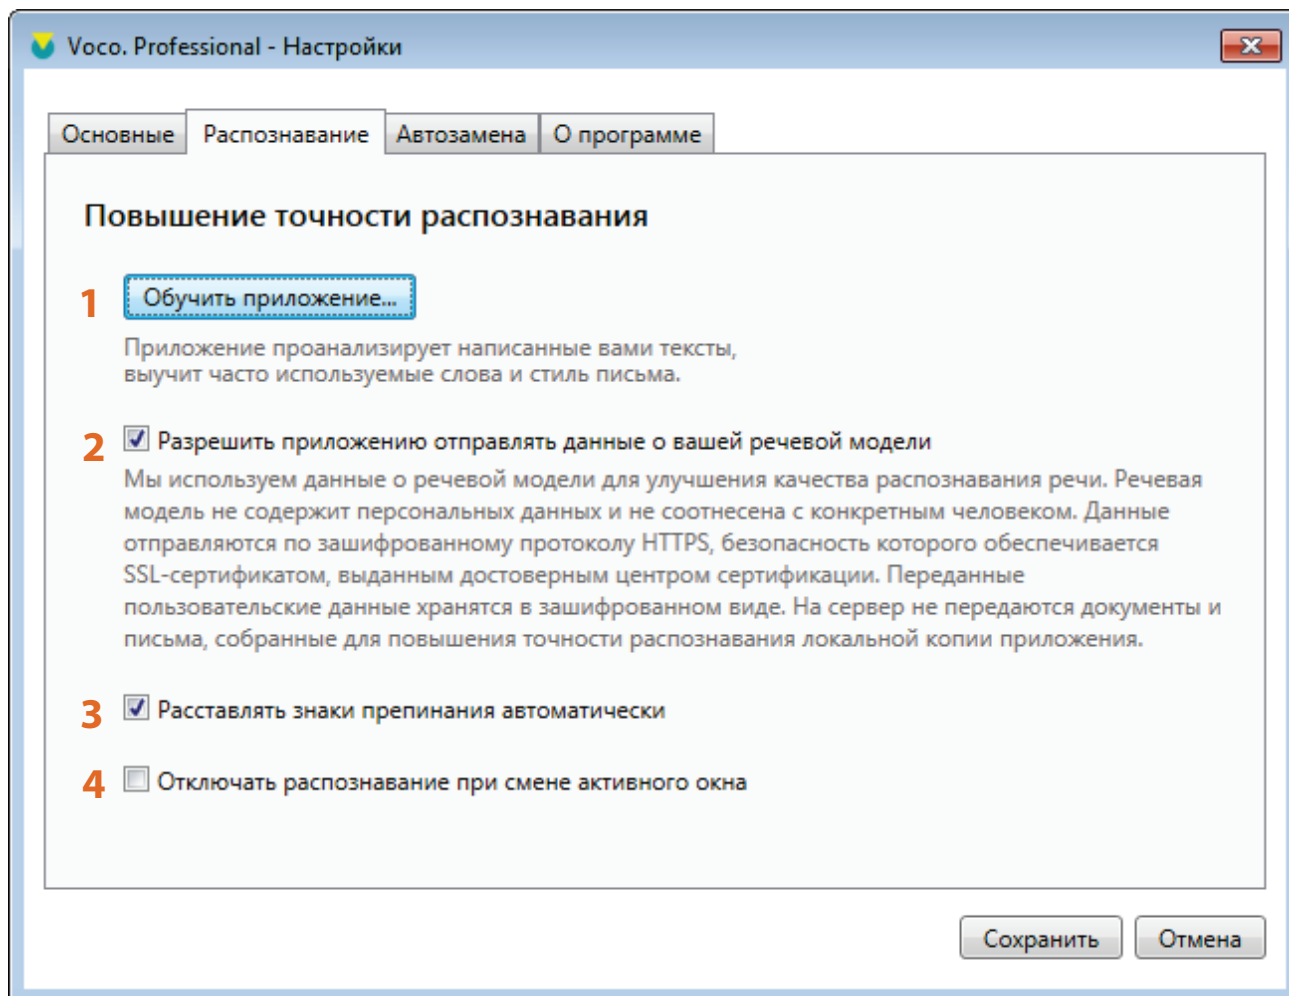 Voco. Professional - Настройки
Основные Распознавание Автозамена О программе
Повышение точности распознавания
1 Обучить приложение...
Приложение проанализирует написанные вами тексты,
выучит часто используемые слова и стиль письма.
2 Разрешить приложению отправлять данные о вашей речевой модели
Мы используем данные о речевой модели для улучшения качества распознавания речи. Речевая
модель не содержит персональных данных и не соотнесена с конкретным человеком. Данные
отправляются по зашифрованному протоколу HTTPS, безопасность которого обеспечивается
SSL-сертификатом, выданным достоверным центром сертификации. Переданные
пользовательские данные хранятся в зашифрованном виде. На сервер не передаются документы и
письма, собранные для повышения точности распознавания локальной копии приложения.
3 Расставлять знаки препинания автоматически
4 Отключать распознавание при смене активного окна
Сохранить Отмена